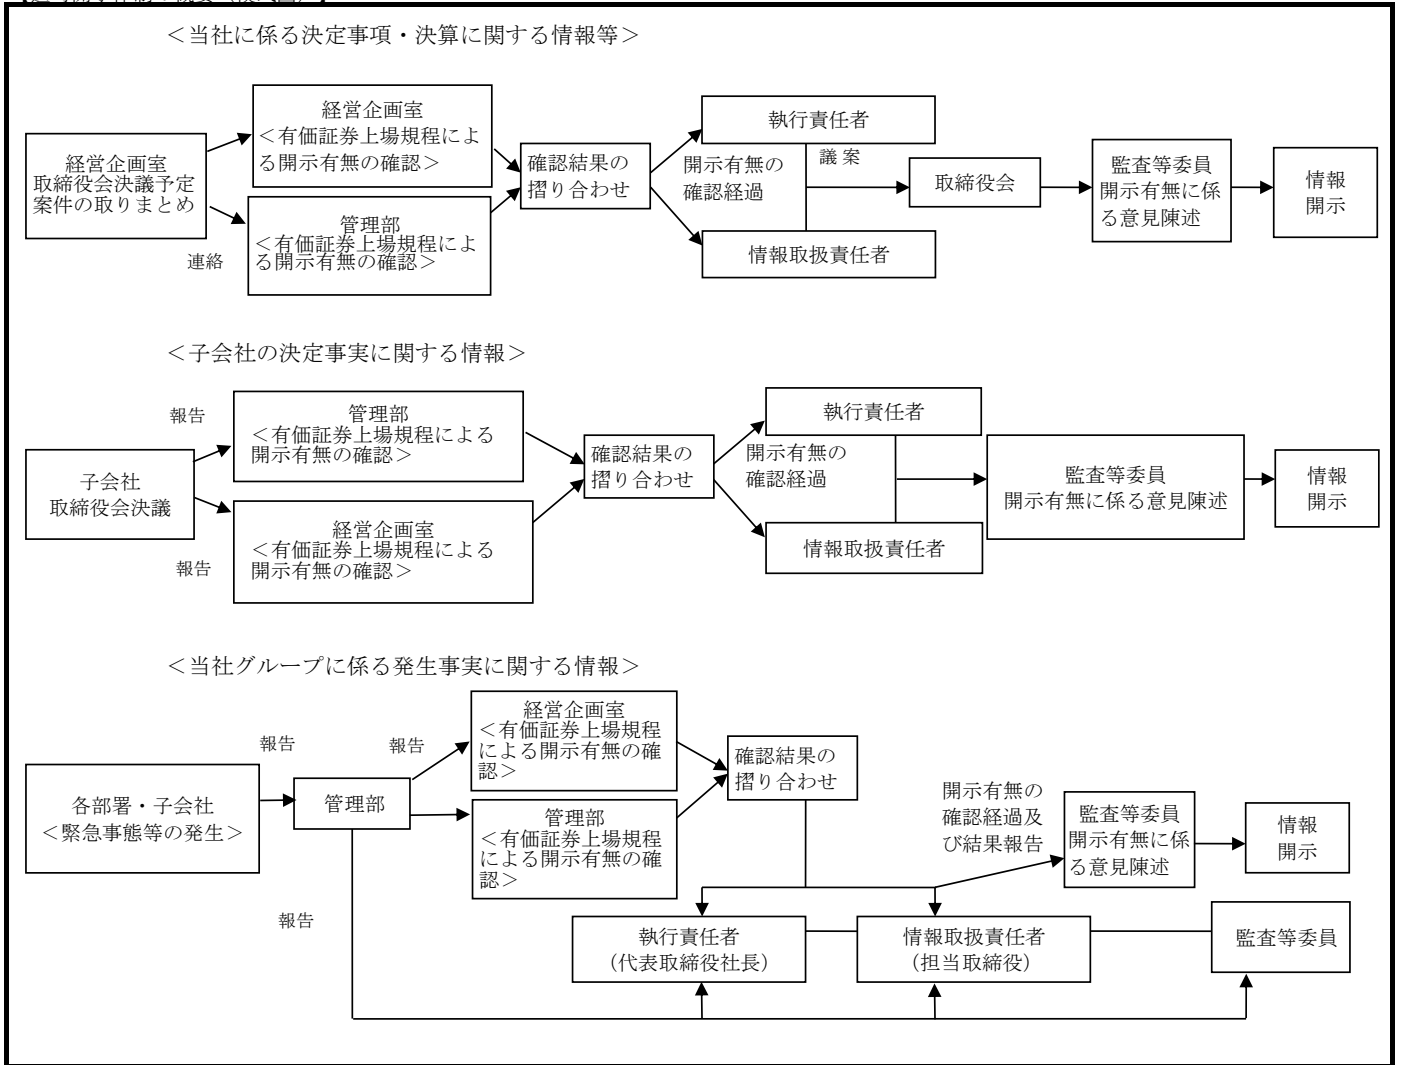 ＜当社に係る決定事項・決算に関する情報等＞
経営企画室
取締役会決議予定
案件の取りまとめ
連絡
経営企画室
＜有価証券上場規程によ
る開示有無の確認＞
管理部
＜有価証券上場規程によ
る開示有無の確認＞
確認結果の
摺り合わせ
開示有無の
確認経過
執行責任者
情報取扱責任者
議 案
取締役会
監査等委員
開示有無に係
る意見陳述
情報
開示
＜子会社の決定事実に関する情報＞
子会社
取締役会決議
報告
報告
管理部
＜有価証券上場規程による
開示有無の確認＞
経営企画室
＜有価証券上場規程による
開示有無の確認＞
確認結果の
摺り合わせ
開示有無の
確認経過
執行責任者
情報取扱責任者
監査等委員
開示有無に係る意見陳述
情報
開示
＜当社グループに係る発生事実に関する情報＞
各部署・子会社
＜緊急事態等の発生＞
報告
管理部
報告
報告
経営企画室
＜有価証券上場規程
による開示有無の確
認＞
管理部
＜有価証券上場規程
による開示有無の確
認＞
確認結果の
摺り合わせ
開示有無の
確認経過及
び結果報告
監査等委員
開示有無に係
る意見陳述
情報
開示
執行責任者
（代表取締役社長）
情報取扱責任者
（担当取締役）
監査等委員